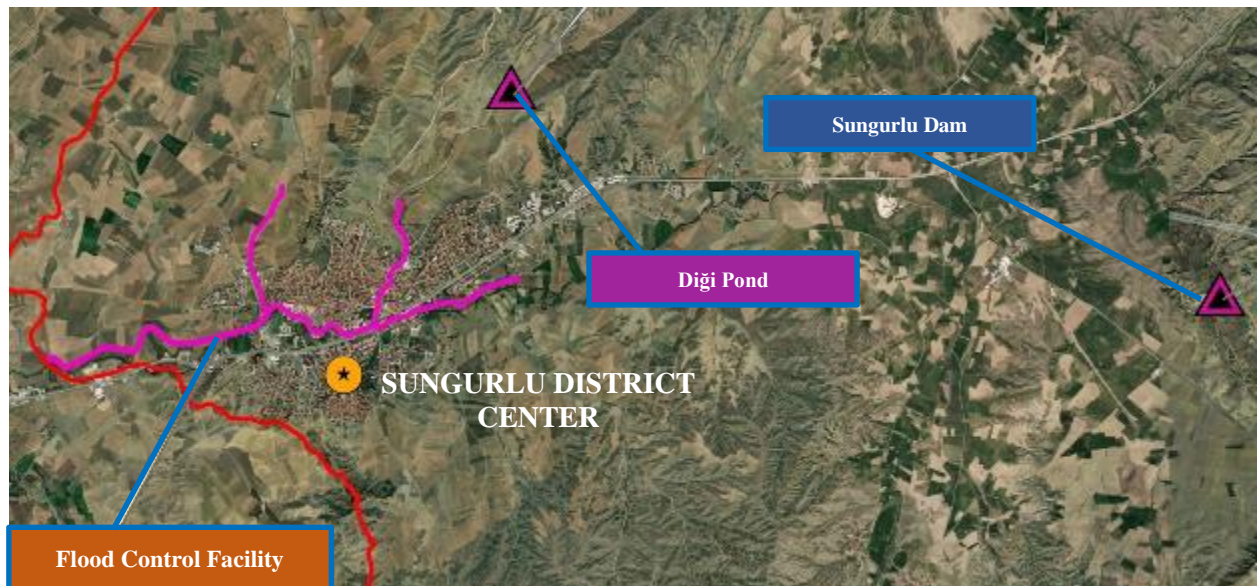 Sungurlu Dam
Diği Pond
SUNGURLU DISTRICT
CENTER
Flood Control Facility